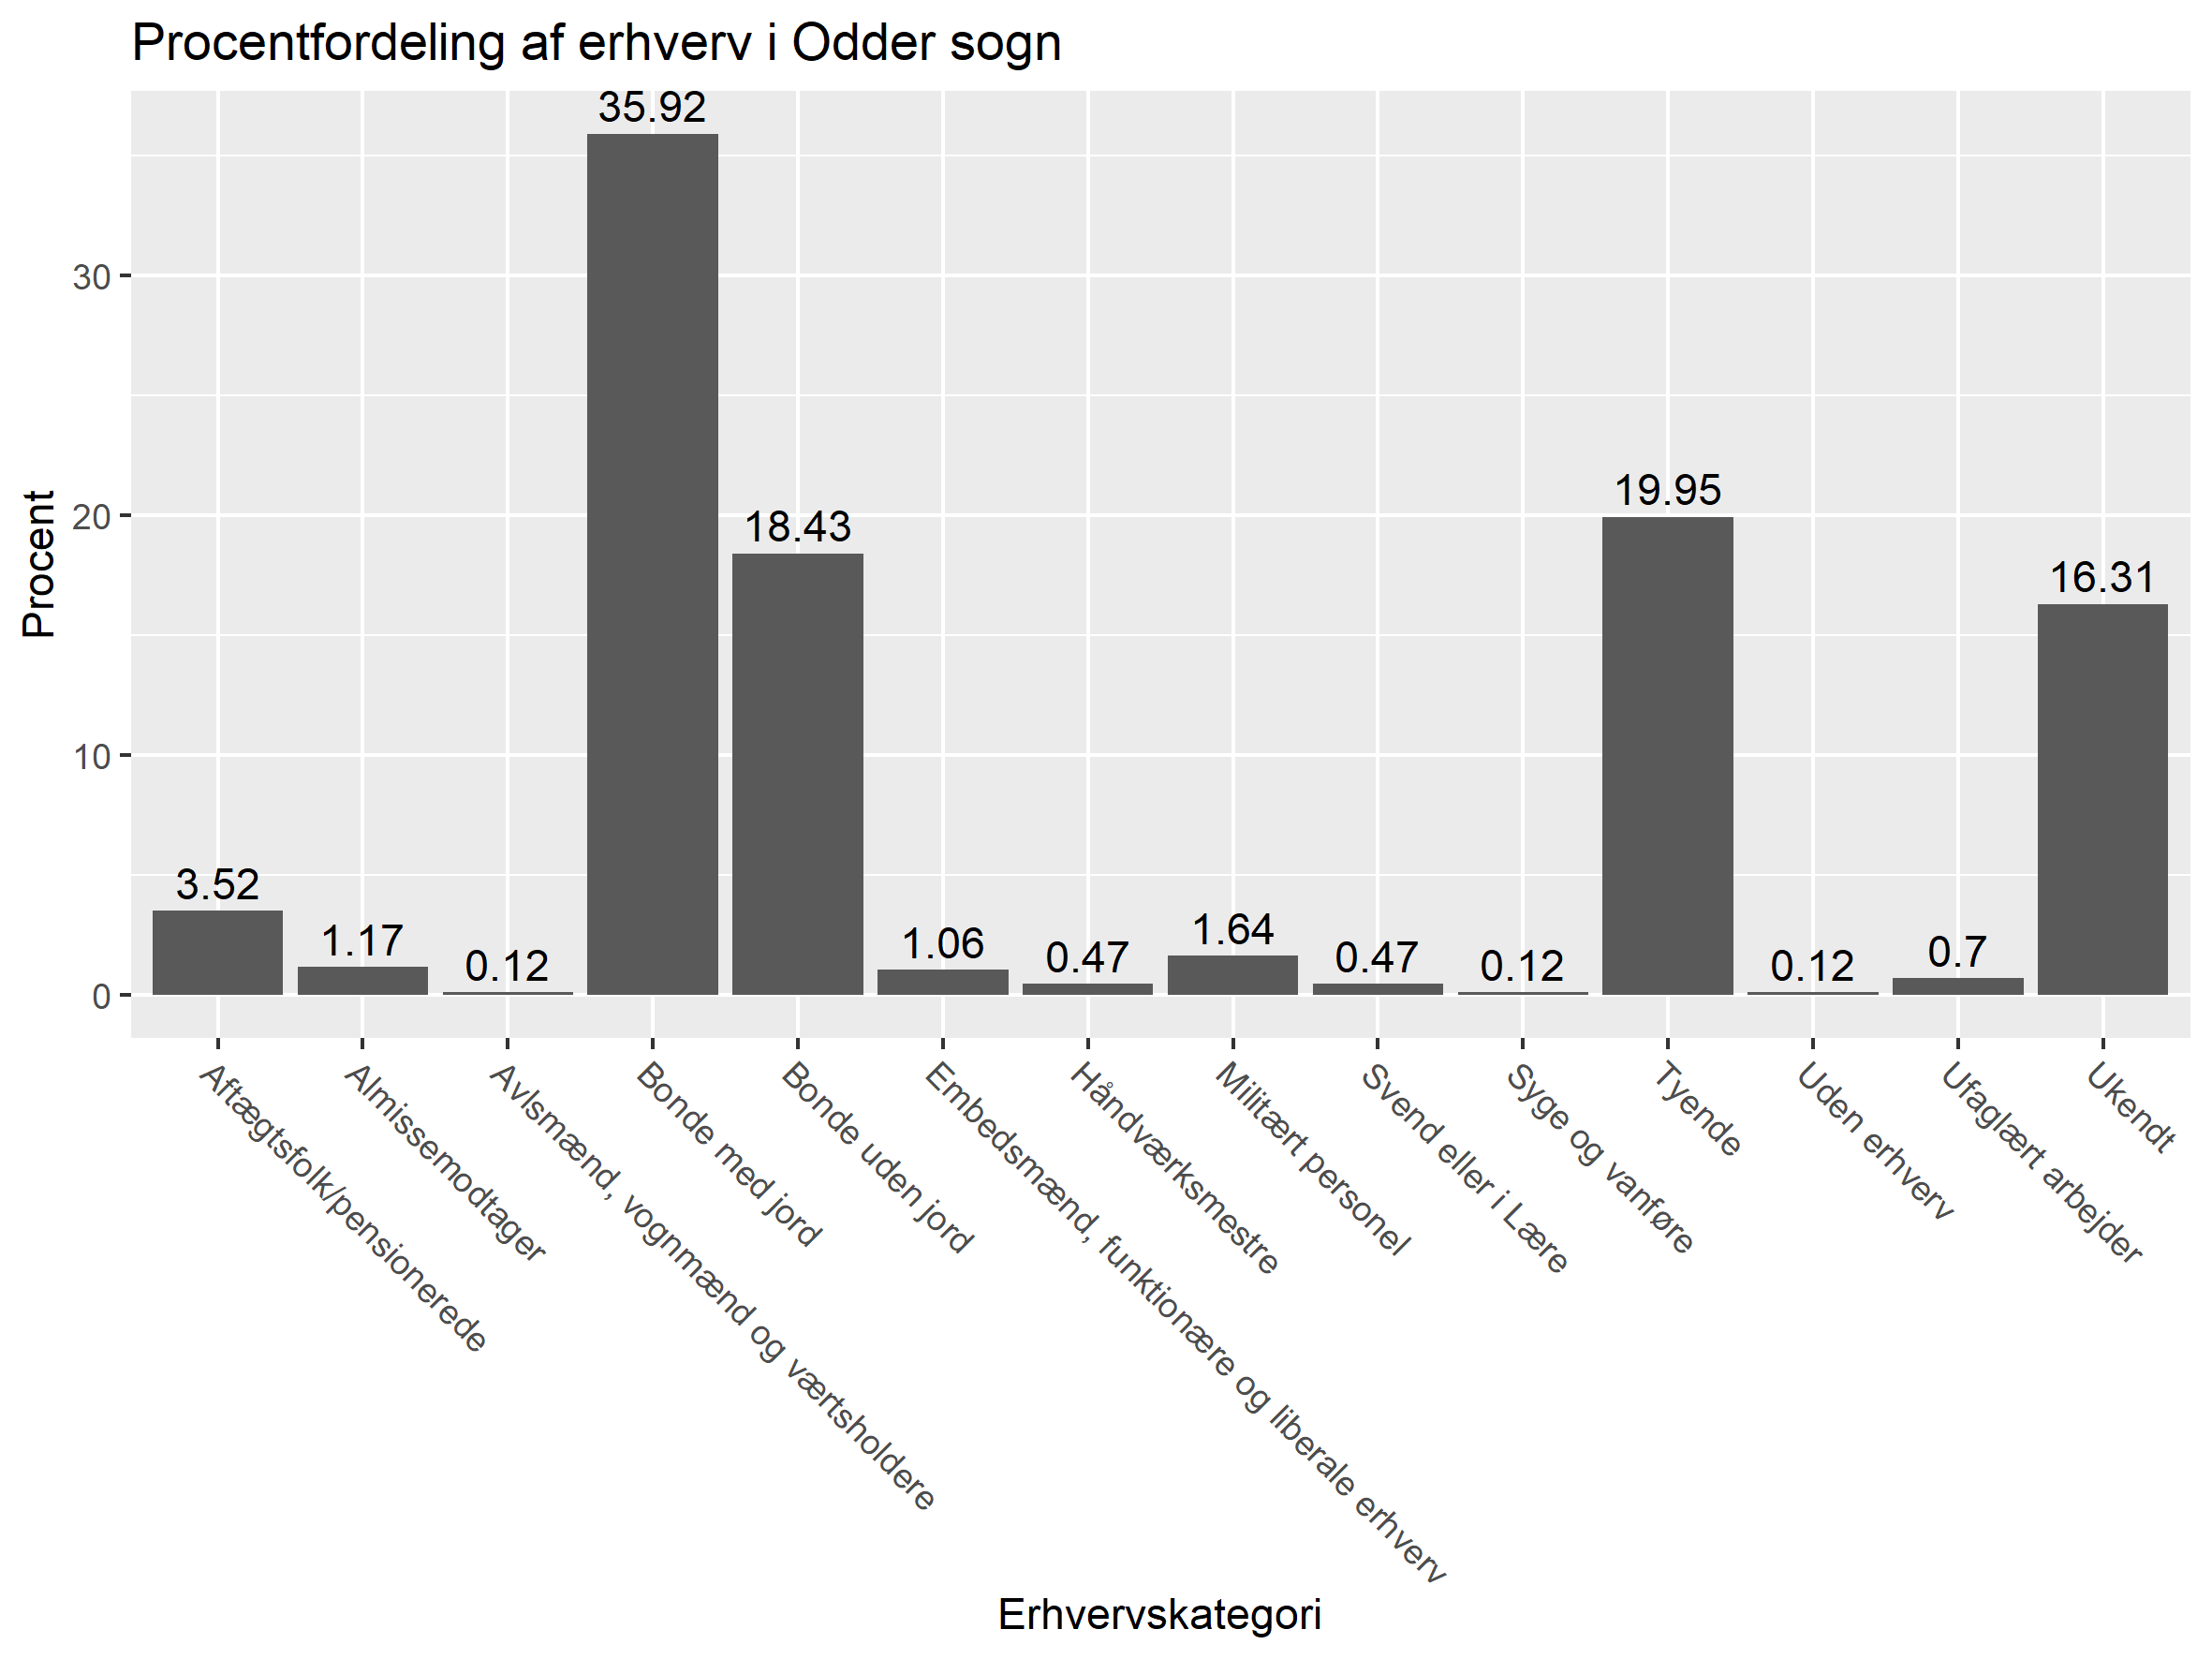 Procentfordeling af erhverv i Odder sogn
Procent
30
20
10
0
3.52
1.17
0.12
35.92
18.43
1.06
0.47
1.64
0.47
0.12
19.95
0.12
0.7
16.31
Aftægtsfolk/pensionerede
Almissemodtager
Avlsmænd, vognmænd og værtsholdere
Bonde med jord
Bonde uden jord
Embedsmænd, funktionære og liberale erhverv
Håndværksmestre
Militært personel
Svend eller i Lære
Syge og vanføre
Tyende
Uden erhverv
Ufaglært arbejder
Ukendt
Erhvervskategori